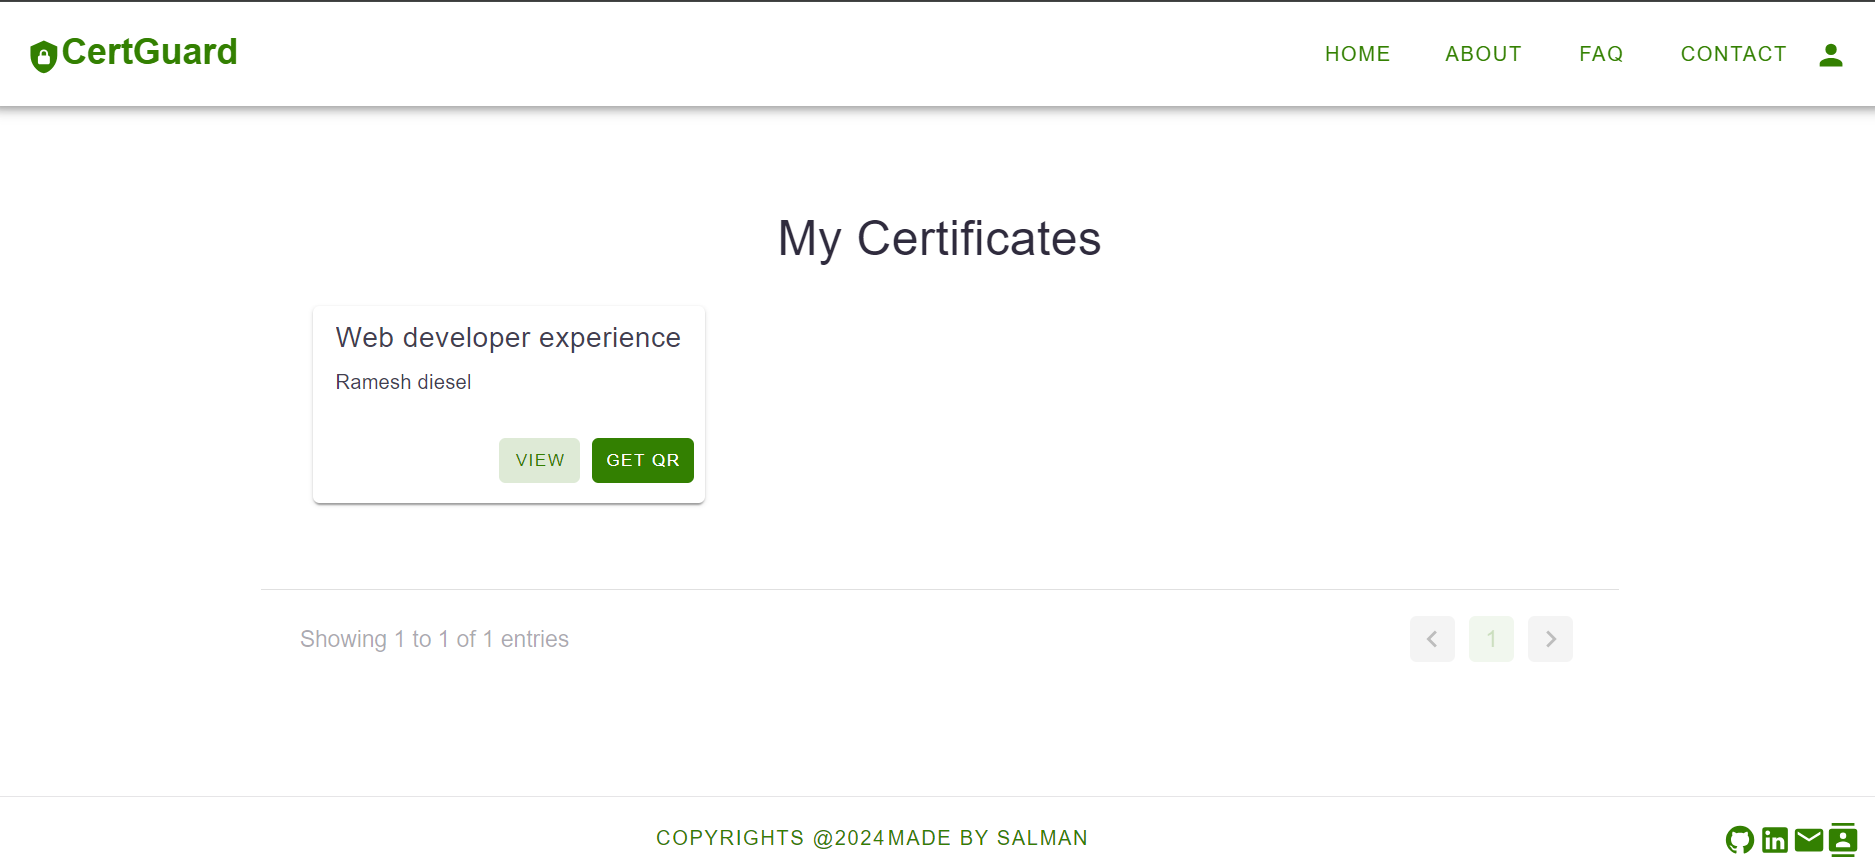 CertGuard
HOME ABOUT FAQ CONTACT
My Certificates
Web developer experience
Ramesh diesel
VIEW GET QR
Showing 1 to 1 of 1 entries
1
COPYRIGHTS @2024MADE BY SALMAN
in